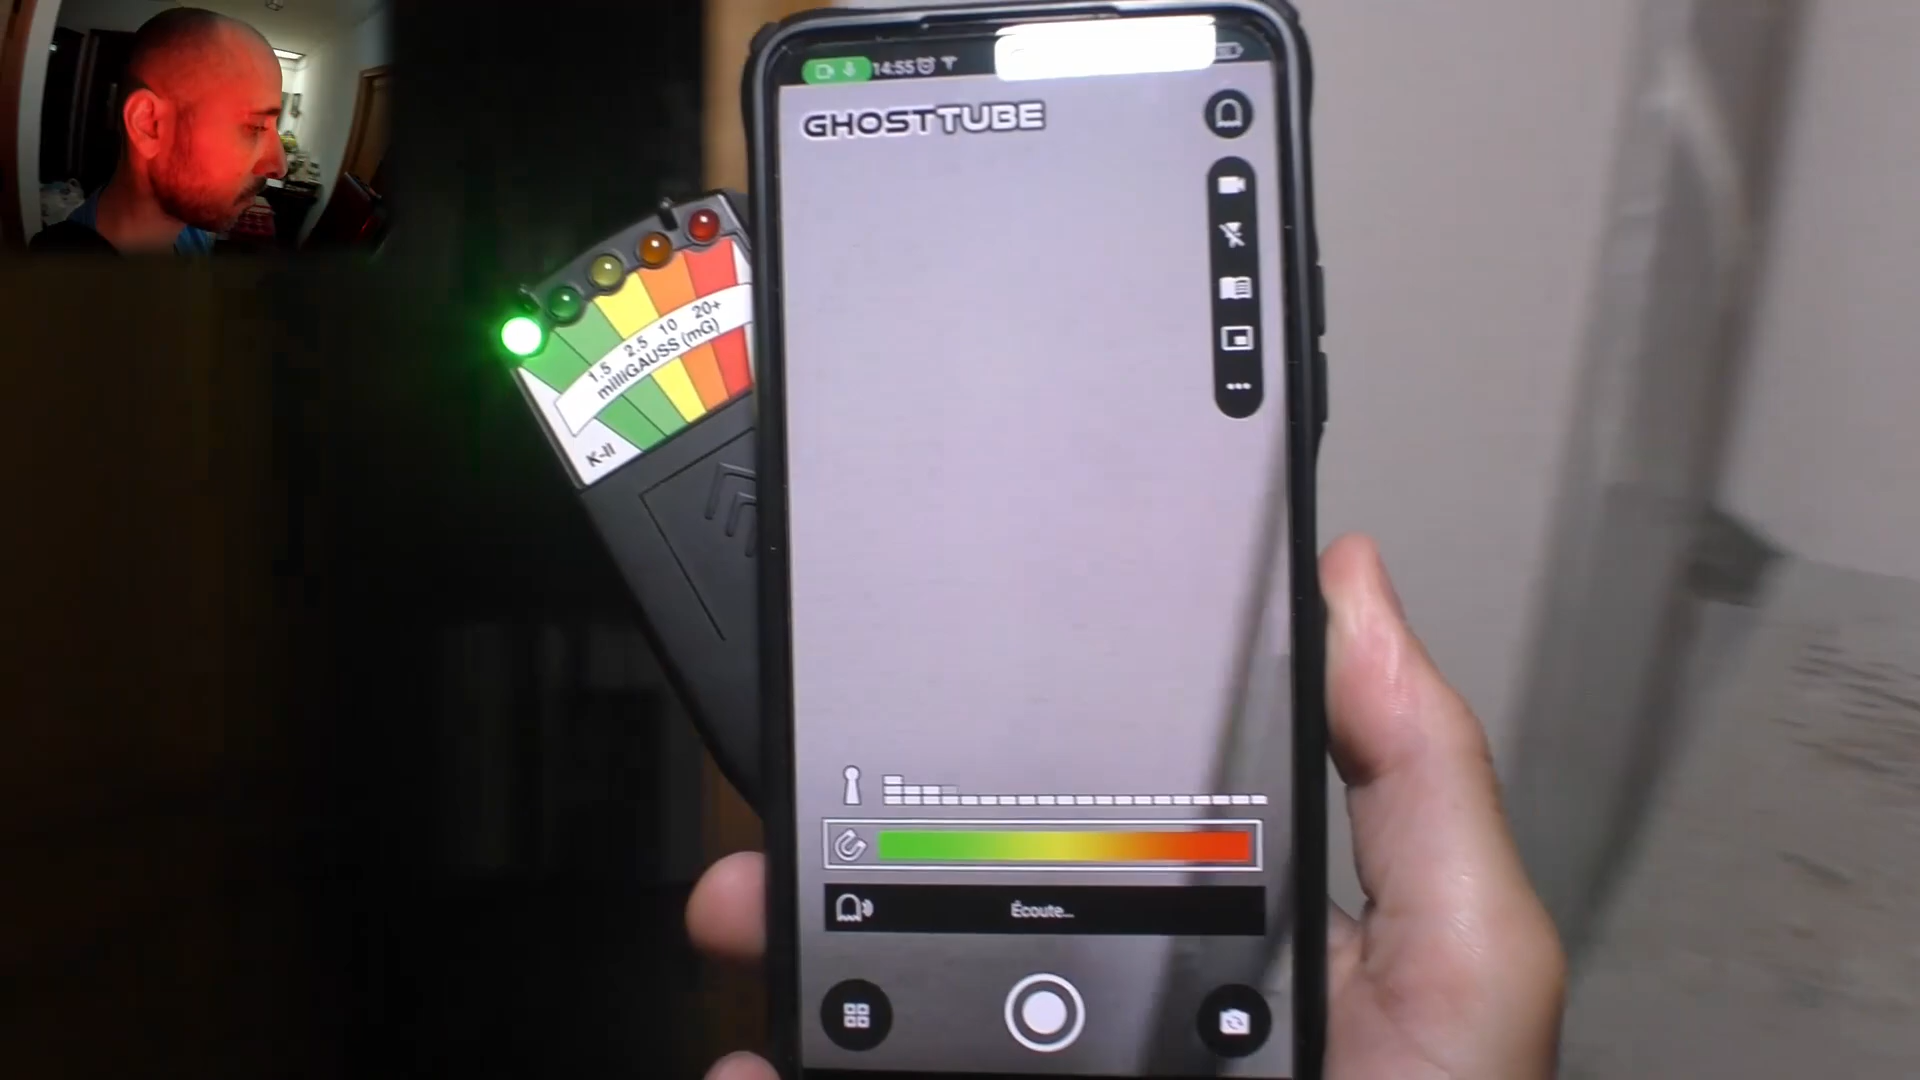 14:55
GHOSTTUBE
1.5 2.5 10 20+
milliGAUSS (mG)
K-II
Écoute...